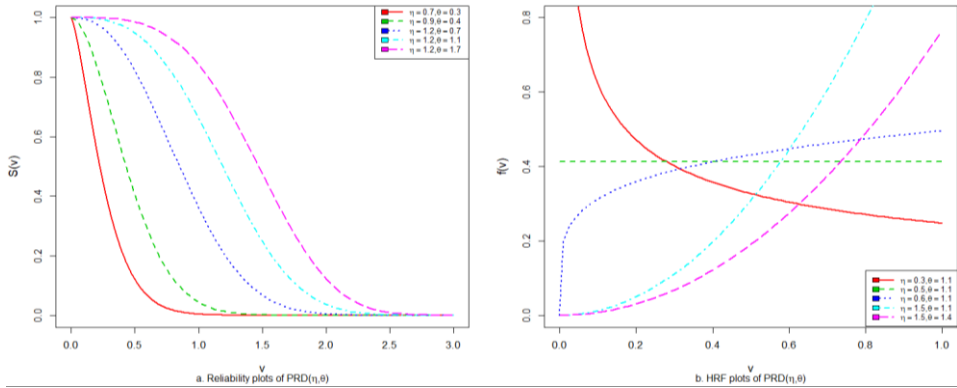 S(v)
1.0
0.8
0.6
0.4
0.2
0.0
η = 0.7,θ = 0.3
η = 0.9,θ = 0.4
η = 1.2,θ = 0.7
η = 1.2,θ = 1.1
η = 1.2,θ = 1.7
0.0 0.5 1.0 1.5 2.0 2.5 3.0
v
a. Reliability plots of PRD(η,θ)
f(v)
0.8
0.6
0.4
0.2
0.0
η = 0.3,θ = 1.1
η = 0.5,θ = 1.1
η = 0.6,θ = 1.1
η = 1.5,θ = 1.1
η = 1.5,θ = 1.4
0.0 0.2 0.4 0.6 0.8 1.0
v
b. HRF plots of PRD(η,θ)